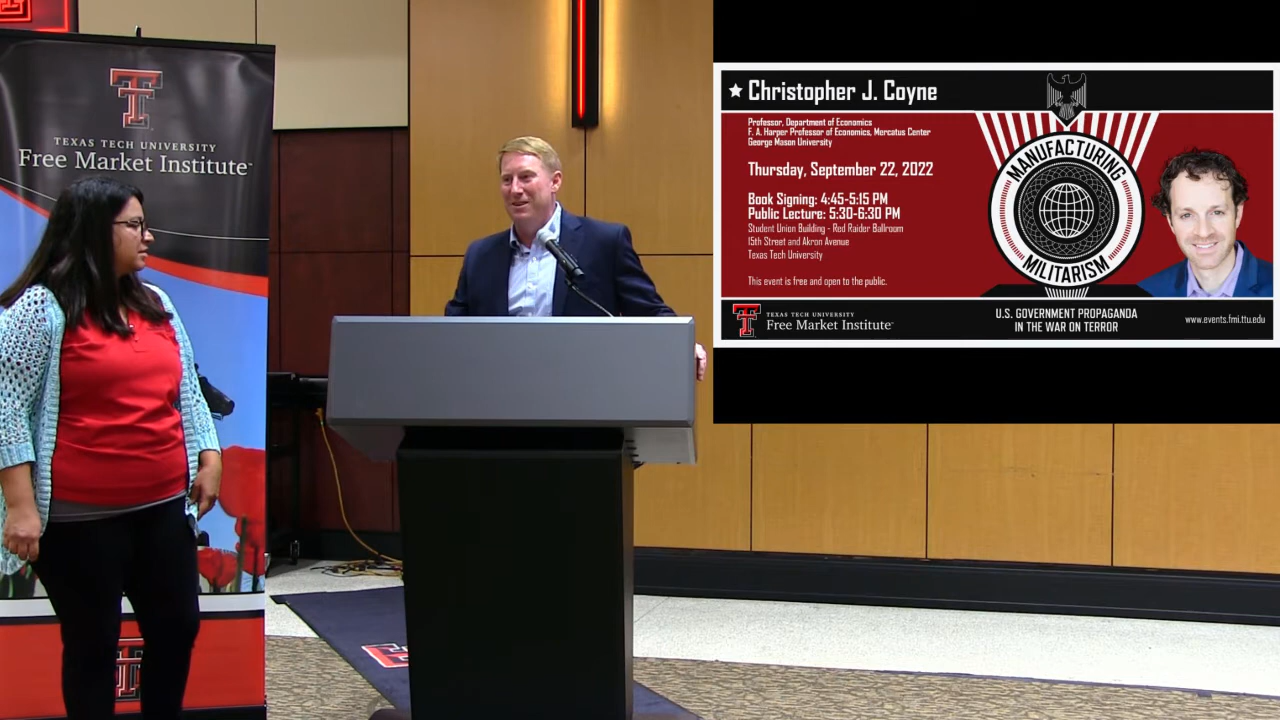 TEXAS TECH UNIVERSITY
Free Market Institute
Christopher J. Coyne
Professor, Department of Economics
F. A. Harper Professor of Economics, Mercatus Center
George Mason University
Thursday, September 22, 2022
Book Signing: 4:45-5:15 PM
Public Lecture: 5:30-6:30 PM
Student Union Building - Red Raider Ballroom
15th Street and Akron Avenue
Texas Tech University
This event is free and open to the public.
MANUFACTURING
MILITARISM
TEXAS TECH UNIVERSITY
Free Market Institute
U.S. GOVERNMENT PROPAGANDA
IN THE WAR ON TERROR
www.events.fmi.ttu.edu